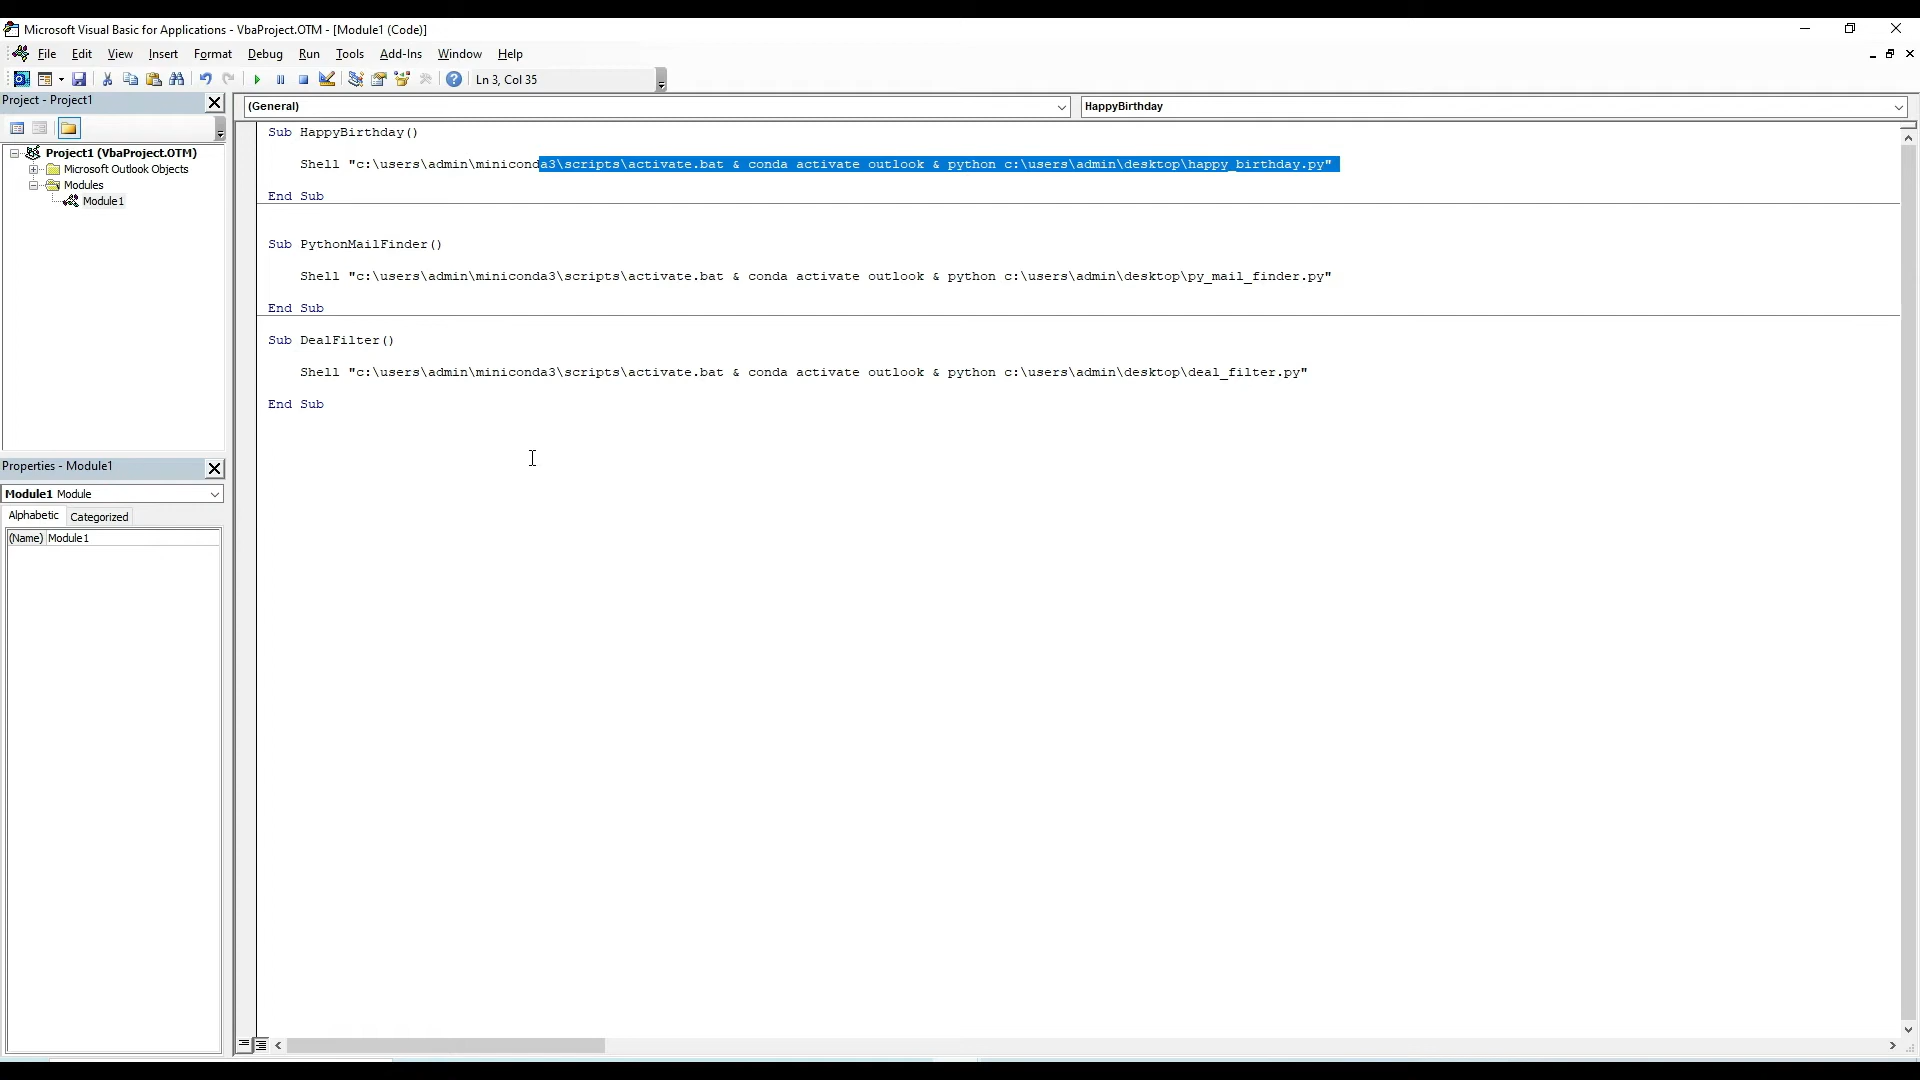 Microsoft Visual Basic for Applications - VbaProject.OTM - [Module1 (Code)]
File Edit View Insert Format Debug Run Tools Add-Ins Window Help
Ln 3, Col 35
Project - Project1
(General)
HappyBirthday
Project1 (VbaProject.OTM)
Microsoft Outlook Objects
Modules
Module1
Sub HappyBirthday()
Shell "c:\users\admin\miniconda3\scripts\activate.bat & conda activate outlook & python c:\users\admin\desktop\happy_birthday.py"
End Sub
Sub PythonMailFinder()
Shell "c:\users\admin\miniconda3\scripts\activate.bat & conda activate outlook & python c:\users\admin\desktop\py_mail_finder.py"
End Sub
Sub DealFilter()
Shell "c:\users\admin\miniconda3\scripts\activate.bat & conda activate outlook & python c:\users\admin\desktop\deal_filter.py"
End Sub
Properties - Module1
Module1 Module
Alphabetic Categorized
(Name) Module1